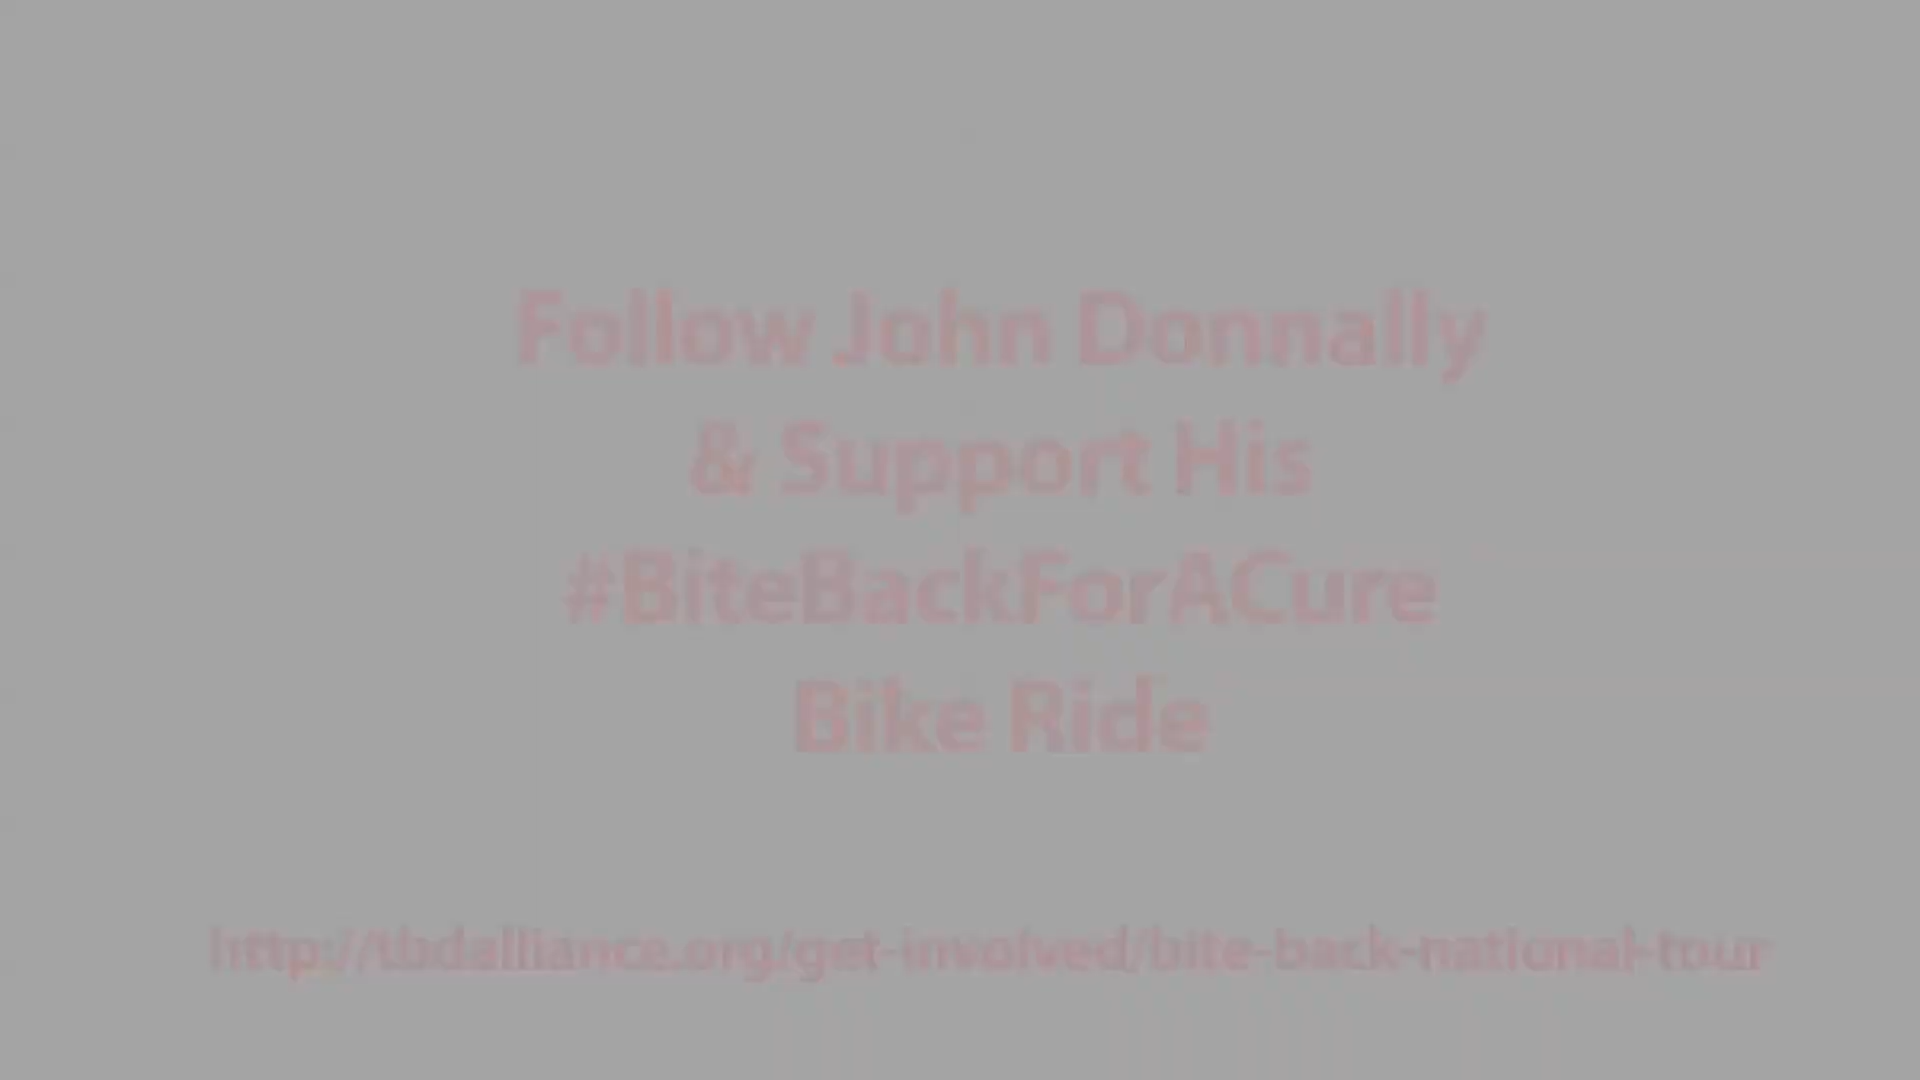 Follow John Donnally
& Support His
#BiteBackForACure
Bike Ride
http://tbdalliance.org/get-involved/bite-back-national-tour